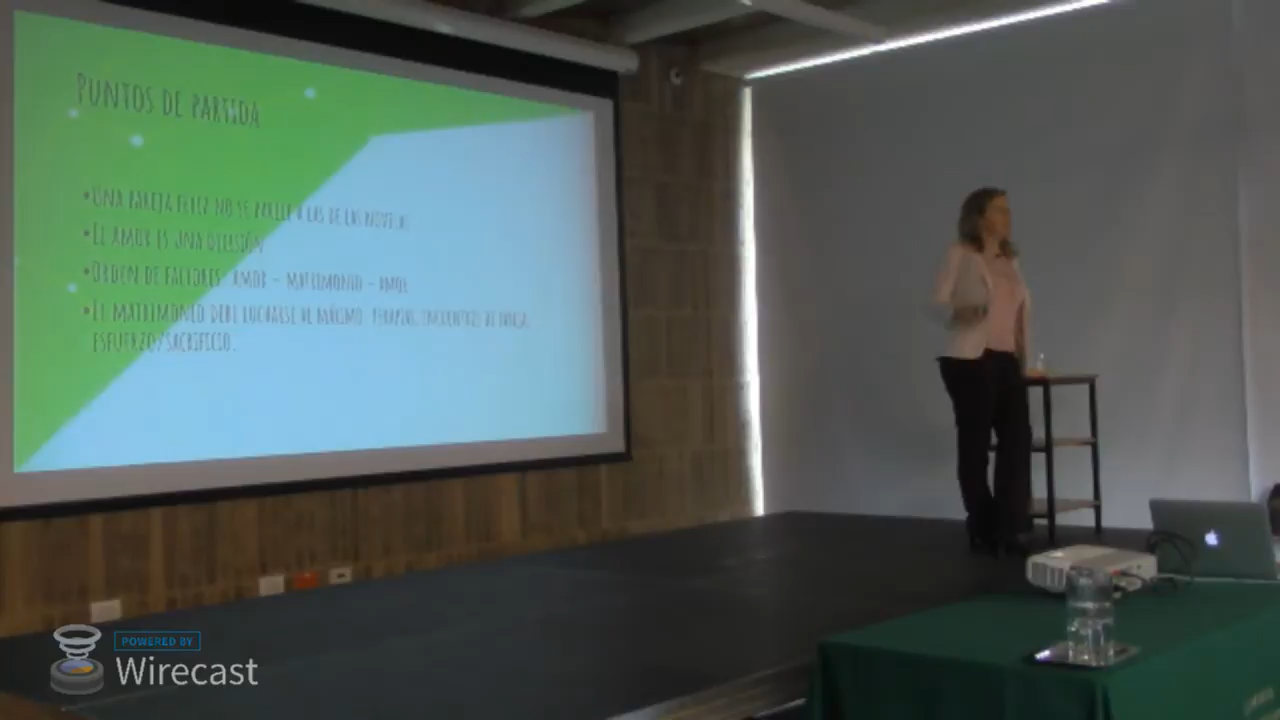 PUNTOS DE PARTIDA
•UNA PAREJA FELIZ NO SE PARECE A LAS DE LAS NOVELAS
•EL AMOR ES UNA DECISIÓN
•ORDEN DE FACTORES: AMOR – MATRIMONIO – AMOR
•EL MATRIMONIO DEBE LUCHARSE AL MÁXIMO: TERAPIAS, ENCUENTROS DE PAREJA,
ESFUERZO/SACRIFICIO.
POWERED BY
Wirecast